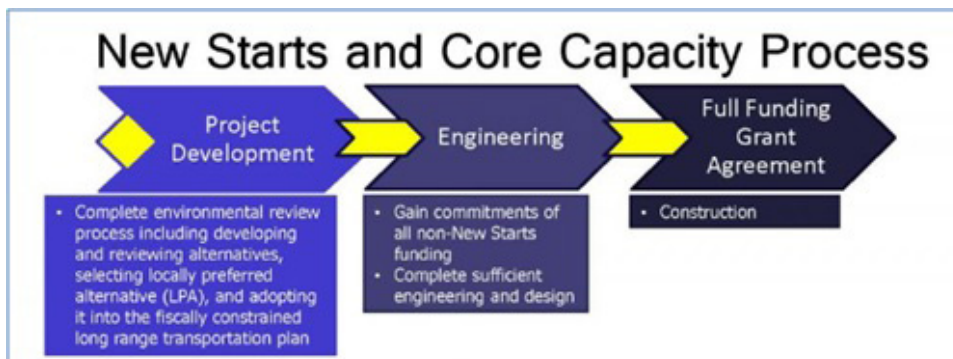 New Starts and Core Capacity Process
Project
Development
Engineering
Full Funding
Grant
Agreement
• Complete environmental review
process including developing
and reviewing alternatives,
selecting locally preferred
alternative (LPA), and adopting
it into the fiscally constrained
long range transportation plan
• Gain commitments of
all non-New Starts
funding
• Complete sufficient
engineering and design
• Construction